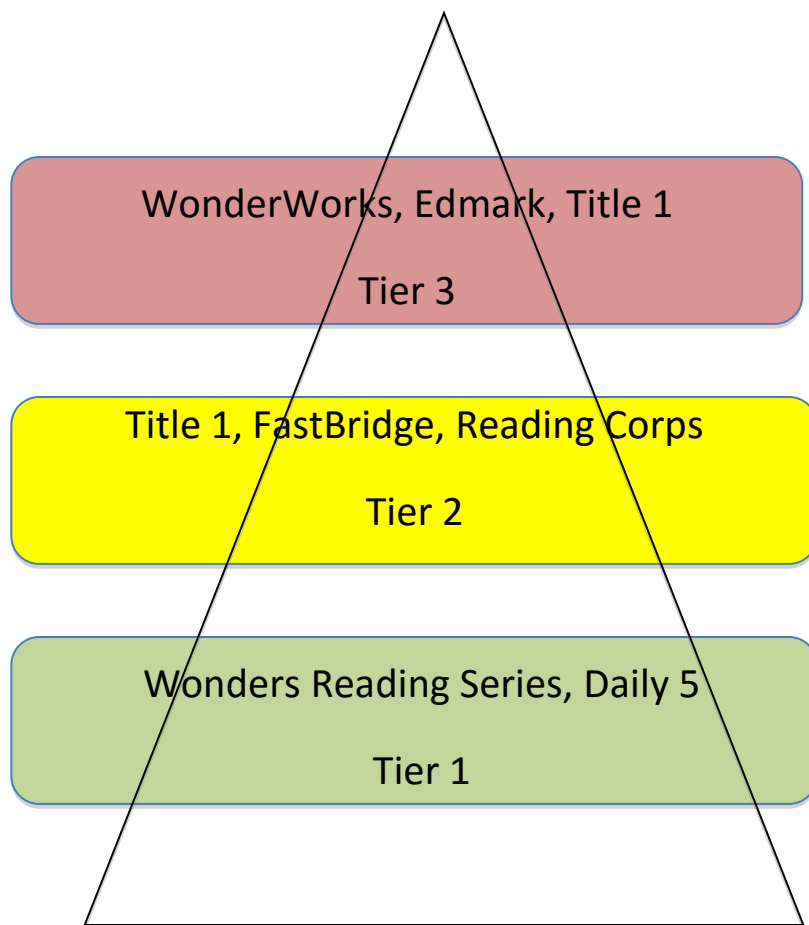 WonderWorks, Edmark, Title 1
Tier 3
Title 1, FastBridge, Reading Corps
Tier 2
Wonders Reading Series, Daily 5
Tier 1